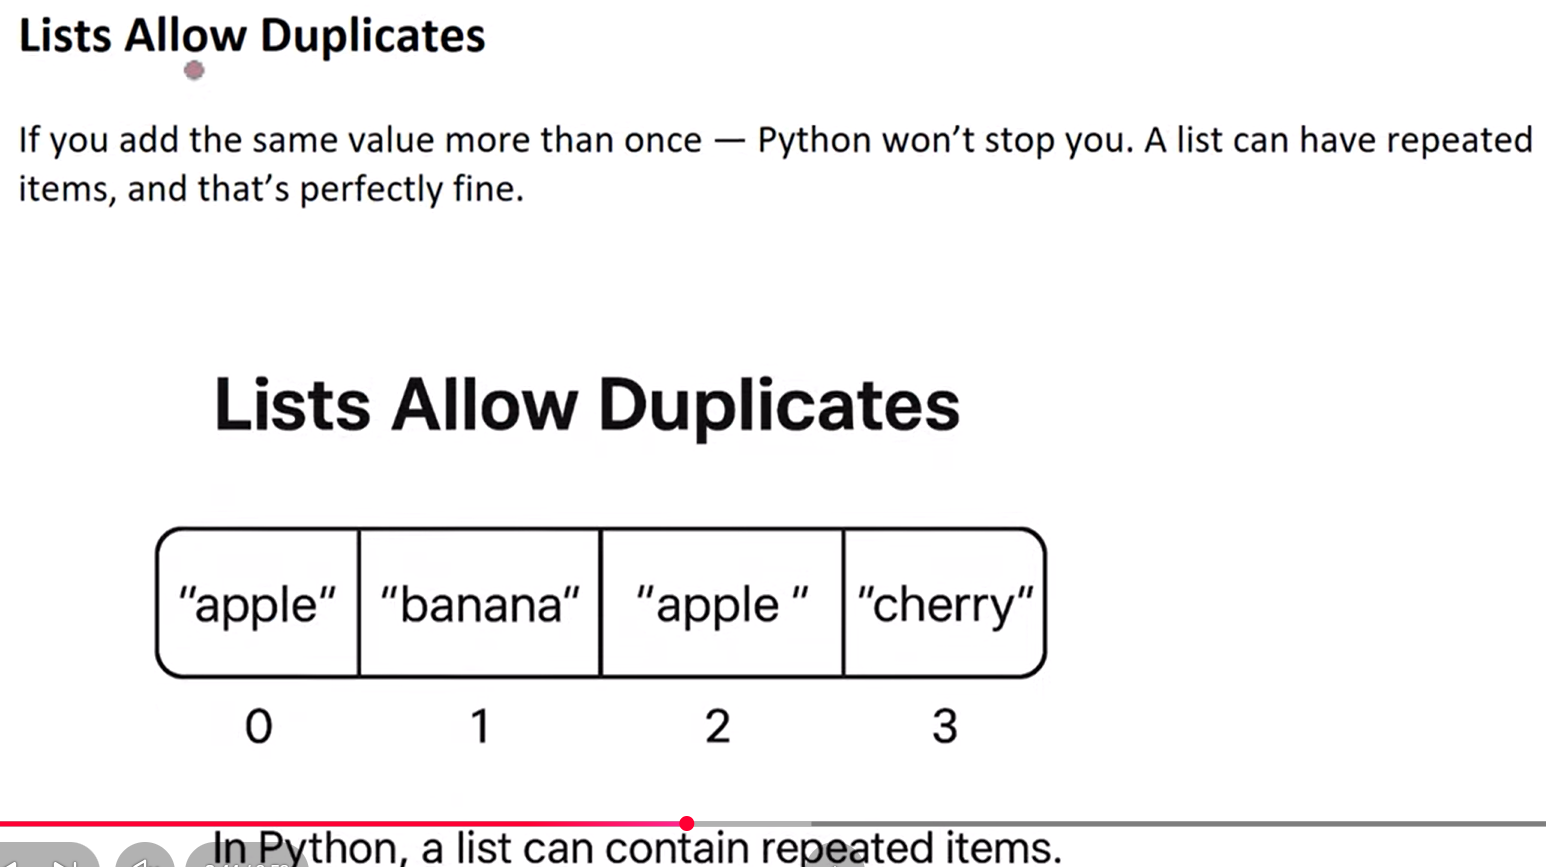 Lists Allow Duplicates
If you add the same value more than once — Python won’t stop you. A list can have repeated
items, and that’s perfectly fine.
Lists Allow Duplicates
"apple" "banana" "apple " "cherry"
0 1 2 3
In Python, a list can contain repeated items.